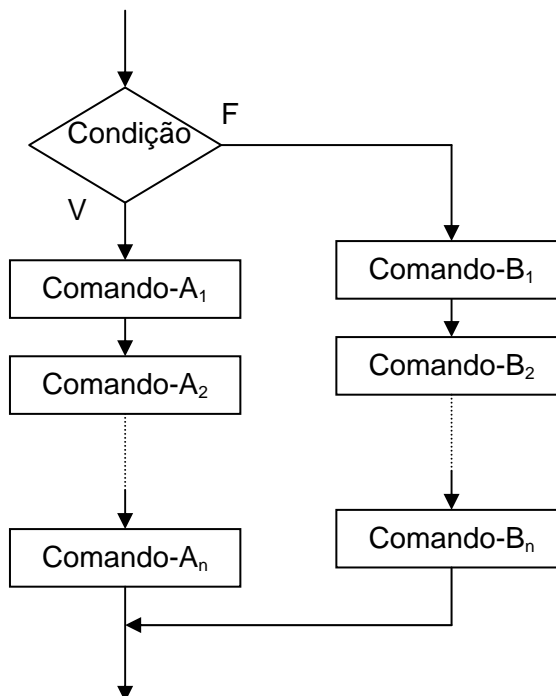 F
Condição
V
Comando-A₁
Comando-B₁
Comando-A₂
Comando-B₂
Comando-Aₙ
Comando-Bₙ